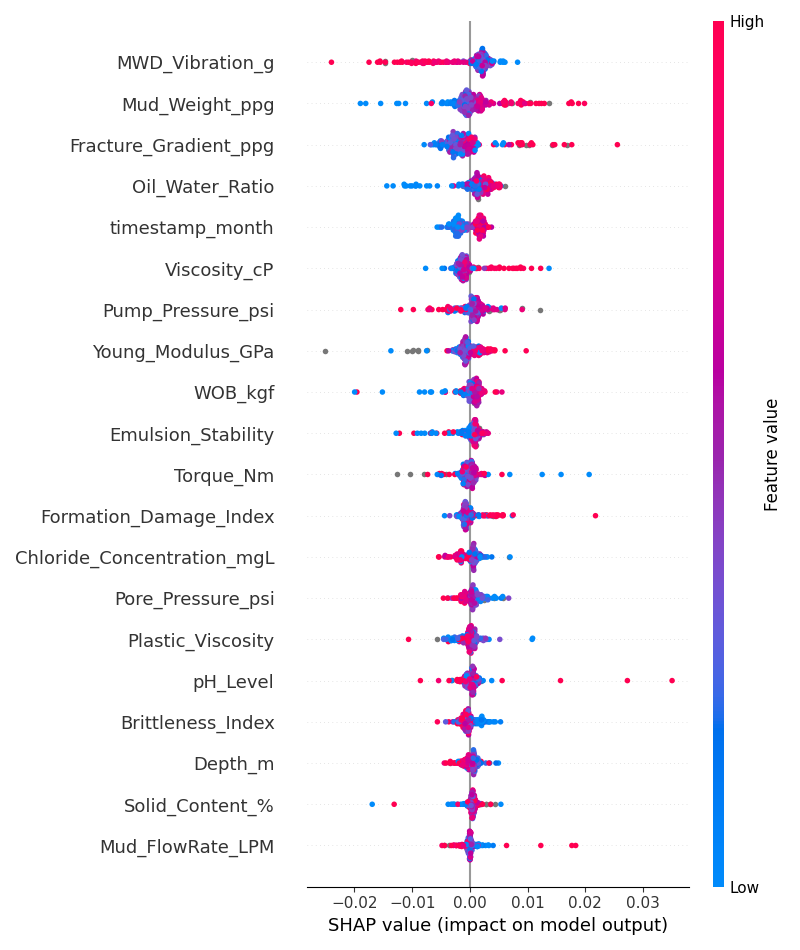 High
MWD_Vibration_g
Mud_Weight_ppg
Fracture_Gradient_ppg
Oil_Water_Ratio
timestamp_month
Viscosity_cP
Pump_Pressure_psi
Young_Modulus_GPa
WOB_kgf
Emulsion_Stability
Torque_Nm
Formation_Damage_Index
Chloride_Concentration_mgL
Pore_Pressure_psi
Plastic_Viscosity
pH_Level
Brittleness_Index
Depth_m
Solid_Content_%
Mud_FlowRate_LPM
Feature value
Low
−0.02 −0.01 0.00 0.01 0.02 0.03
SHAP value (impact on model output)